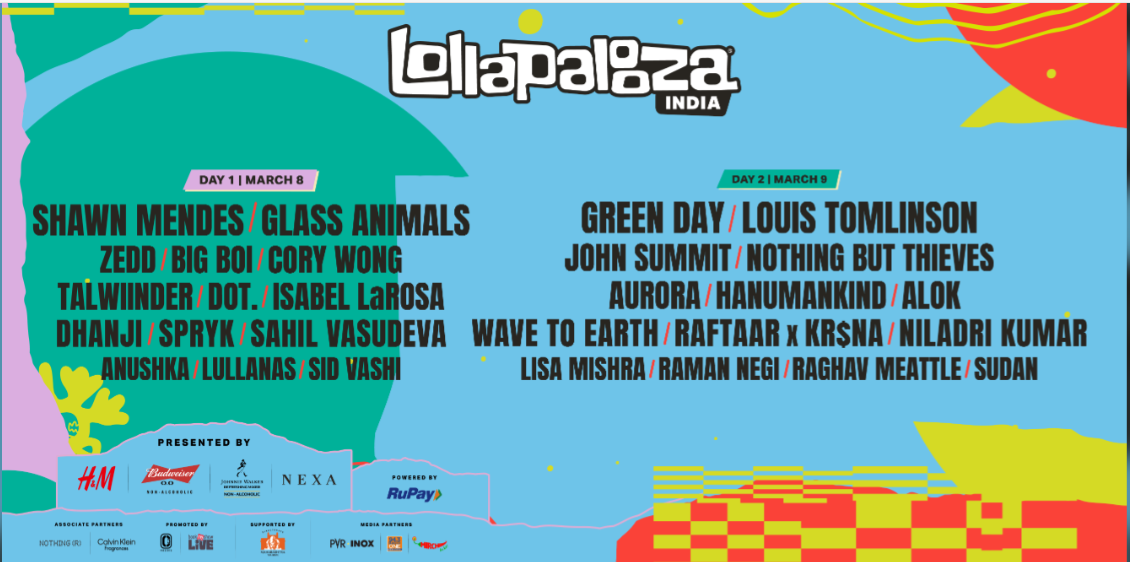 Lollapalooza
INDIA
DAY 1 | MARCH 8
SHAWN MENDES / GLASS ANIMALS
ZEDD / BIG BOI / CORY WONG
TALWIINDER / DOT. / ISABEL LaROSA
DHANJI / SPRYK / SAHIL VASUDEVA
ANUSHKA / LULLANAS / SID VASHI
DAY 2 | MARCH 9
GREEN DAY / LOUIS TOMLINSON
JOHN SUMMIT / NOTHING BUT THIEVES
AURORA / HANUMANKIND / ALOK
WAVE TO EARTH / RAFTAAR x KR$NA / NILADRI KUMAR
LISA MISHRA / RAMAN NEGI / RAGHAV MEATTLE / SUDAN
PRESENTED BY
H&M
Budweiser
0.0
NON-ALCOHOLIC
JOHNNIE WALKER
NON-ALCOHOLIC
NEXA
POWERED BY
RuPay
ASSOCIATE PARTNERS
NOTHING (R)
Calvin Klein
Fragrances
PROMOTED BY
LIVE
SUPPORTED BY
MEDIA PARTNERS
PVR INOX